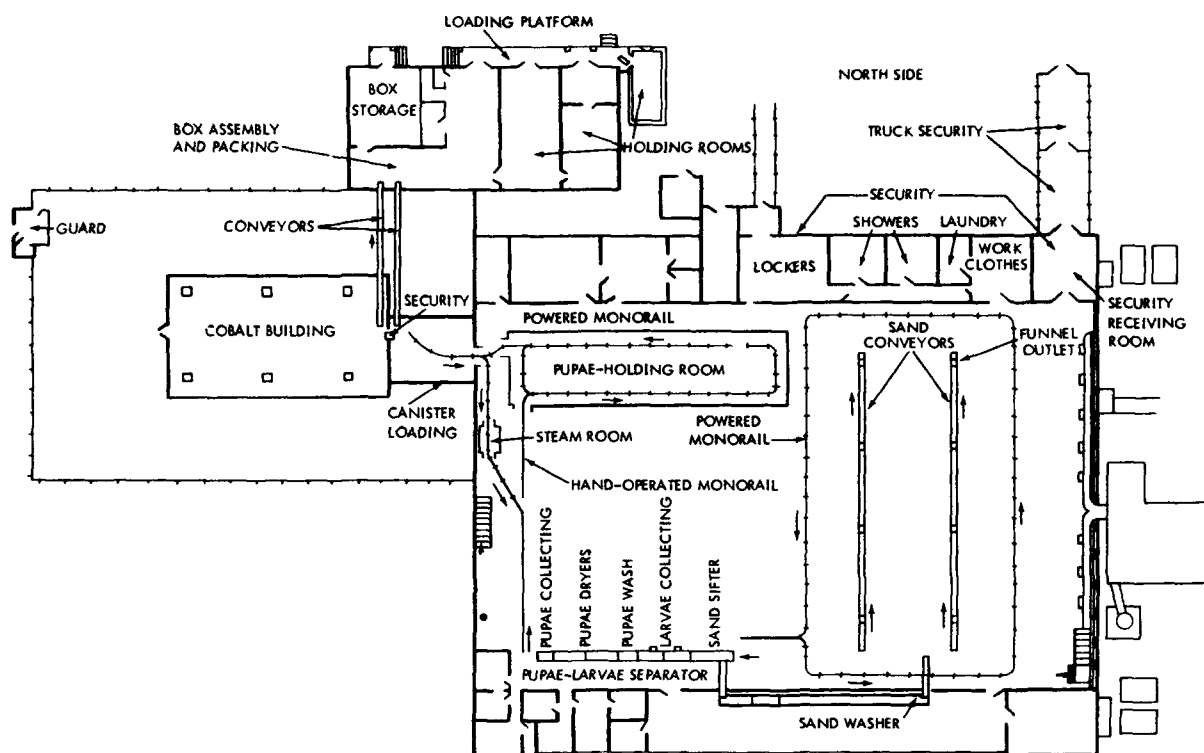 LOADING PLATFORM
NORTH SIDE
BOX
STORAGE
BOX ASSEMBLY
AND PACKING
TRUCK SECURITY
HOLDING ROOMS
SECURITY
GUARD
CONVEYORS
SHOWERS
LAUNDRY
WORK
CLOTHES
LOCKERS
SECURITY
COBALT BUILDING
POWERED MONORAIL
SAND
CONVEYORS
FUNNEL
OUTLET
SECURITY
RECEIVING
ROOM
PUPAE-HOLDING ROOM
CANISTER
LOADING
POWERED
MONORAIL
STEAM ROOM
HAND-OPERATED MONORAIL
PUPAE COLLECTING
PUPAE DRYERS
PUPAE WASH
LARVAE COLLECTING
SAND SIFTER
PUPAE-LARVAE SEPARATOR
SAND WASHER